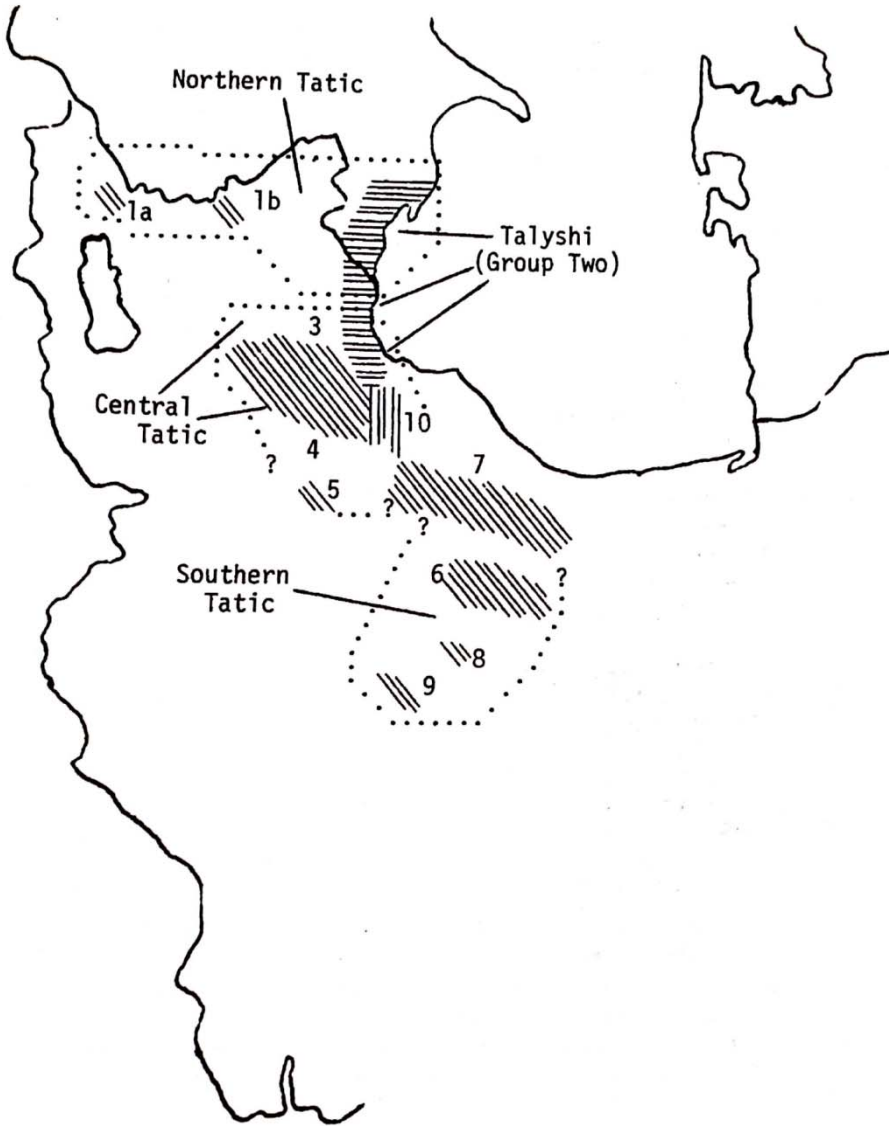 Northern Tatic
1a
1b
Talyshi
(Group Two)
3
Central
Tatic
10
4
?
7
5
?
?
Southern
Tatic
6
?
8
9